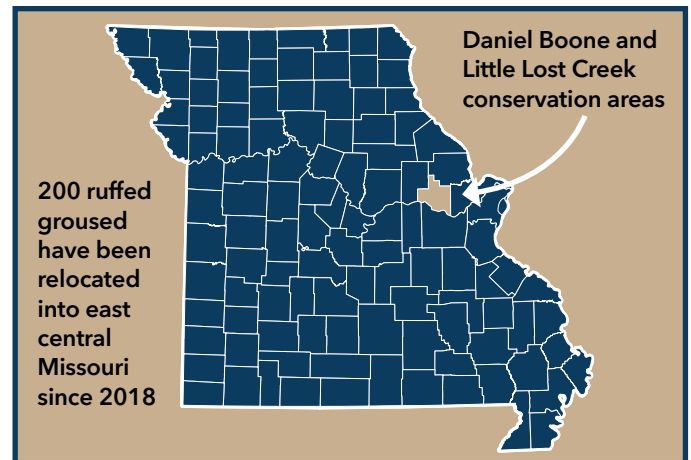 Daniel Boone and
Little Lost Creek
conservation areas
200 ruffed
groused
have been
relocated
into east
central
Missouri
since 2018